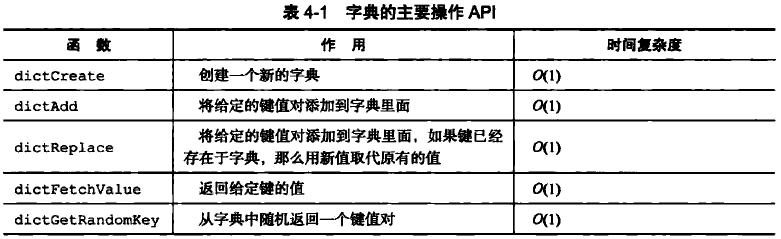 表 4-1 字典的主要操作 API
函 数 作 用 时间复杂度
dictCreate 创建一个新的字典 O(1)
dictAdd 将给定的键值对添加到字典里面 O(1)
dictReplace 将给定的键值对添加到字典里面，如果键已经存在于字典，那么用新值取代原有的值 O(1)
dictFetchValue 返回给定键的值 O(1)
dictGetRandomKey 从字典中随机返回一个键值对 O(1)